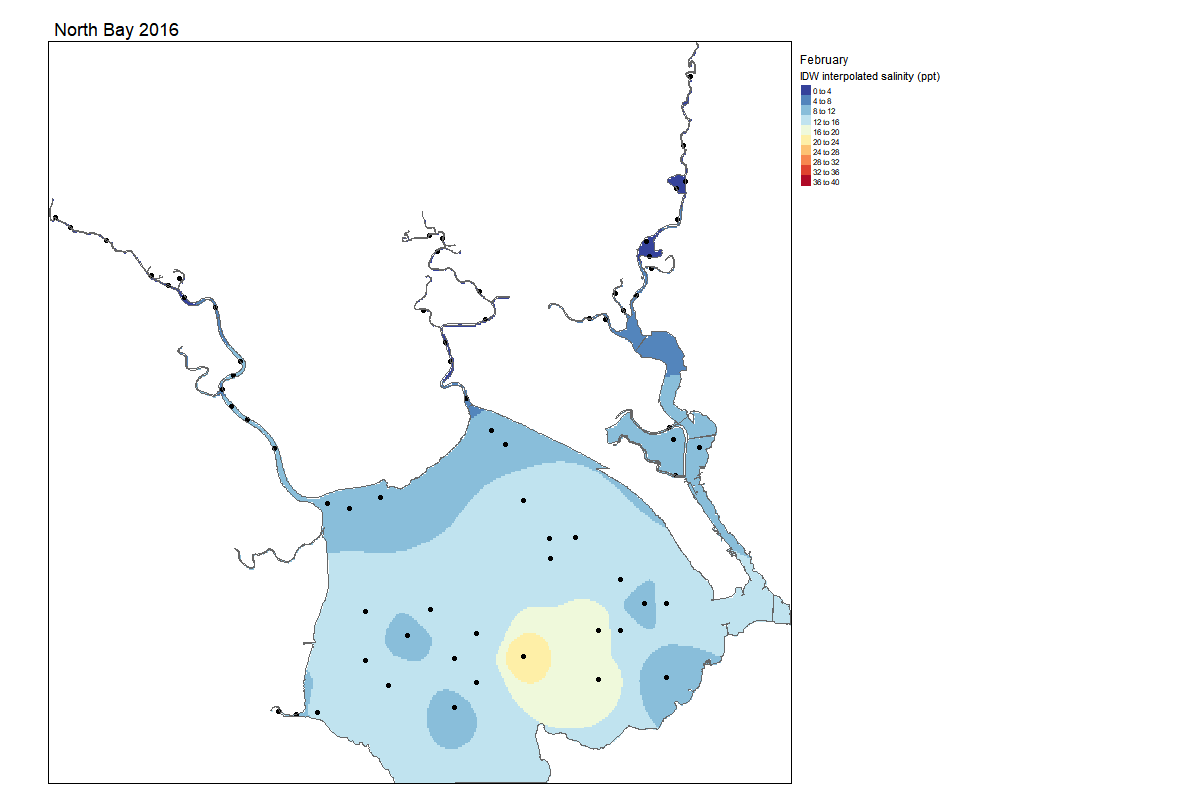 North Bay 2016
February
IDW interpolated salinity (ppt)
0 to 4
4 to 8
8 to 12
12 to 16
16 to 20
20 to 24
24 to 28
28 to 32
32 to 36
36 to 40